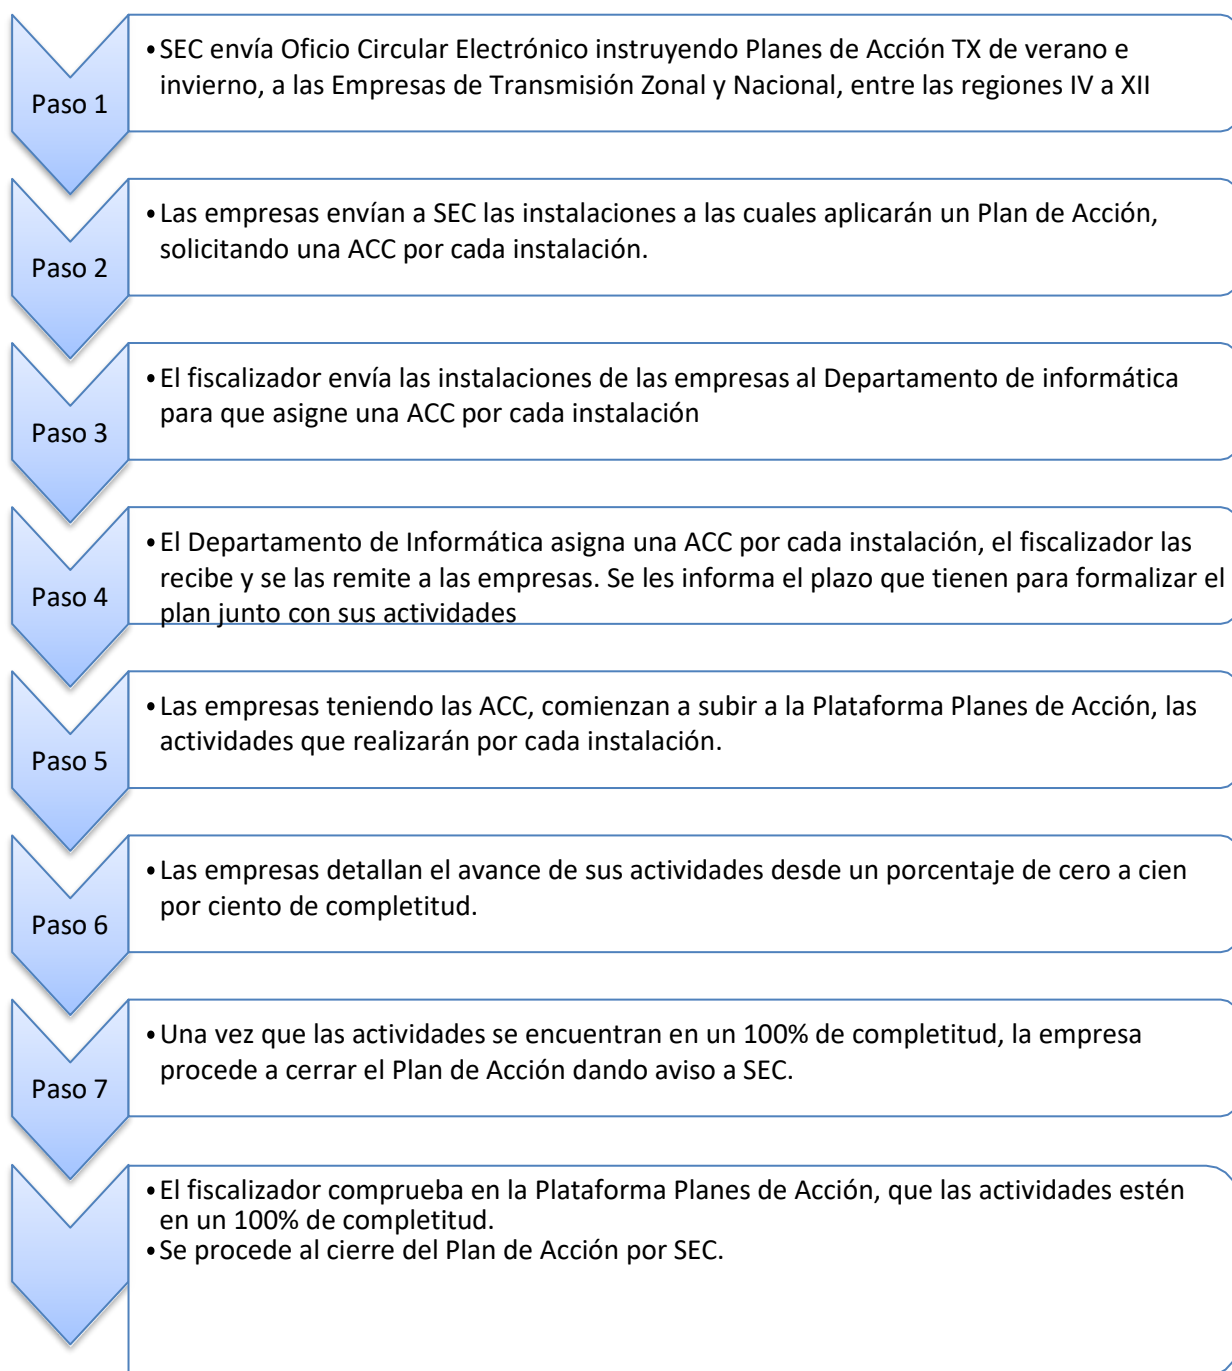 Paso 1
• SEC envía Oficio Circular Electrónico instruyendo Planes de Acción TX de verano e
invierno, a las Empresas de Transmisión Zonal y Nacional, entre las regiones IV a XII
Paso 2
• Las empresas envían a SEC las instalaciones a las cuales aplicarán un Plan de Acción,
solicitando una ACC por cada instalación.
Paso 3
• El fiscalizador envía las instalaciones de las empresas al Departamento de informática
para que asigne una ACC por cada instalación
Paso 4
• El Departamento de Informática asigna una ACC por cada instalación, el fiscalizador las
recibe y se las remite a las empresas. Se les informa el plazo que tienen para formalizar el
plan junto con sus actividades
Paso 5
• Las empresas teniendo las ACC, comienzan a subir a la Plataforma Planes de Acción, las
actividades que realizarán por cada instalación.
Paso 6
• Las empresas detallan el avance de sus actividades desde un porcentaje de cero a cien
por ciento de completitud.
Paso 7
• Una vez que las actividades se encuentran en un 100% de completitud, la empresa
procede a cerrar el Plan de Acción dando aviso a SEC.
• El fiscalizador comprueba en la Plataforma Planes de Acción, que las actividades estén
en un 100% de completitud.
• Se procede al cierre del Plan de Acción por SEC.